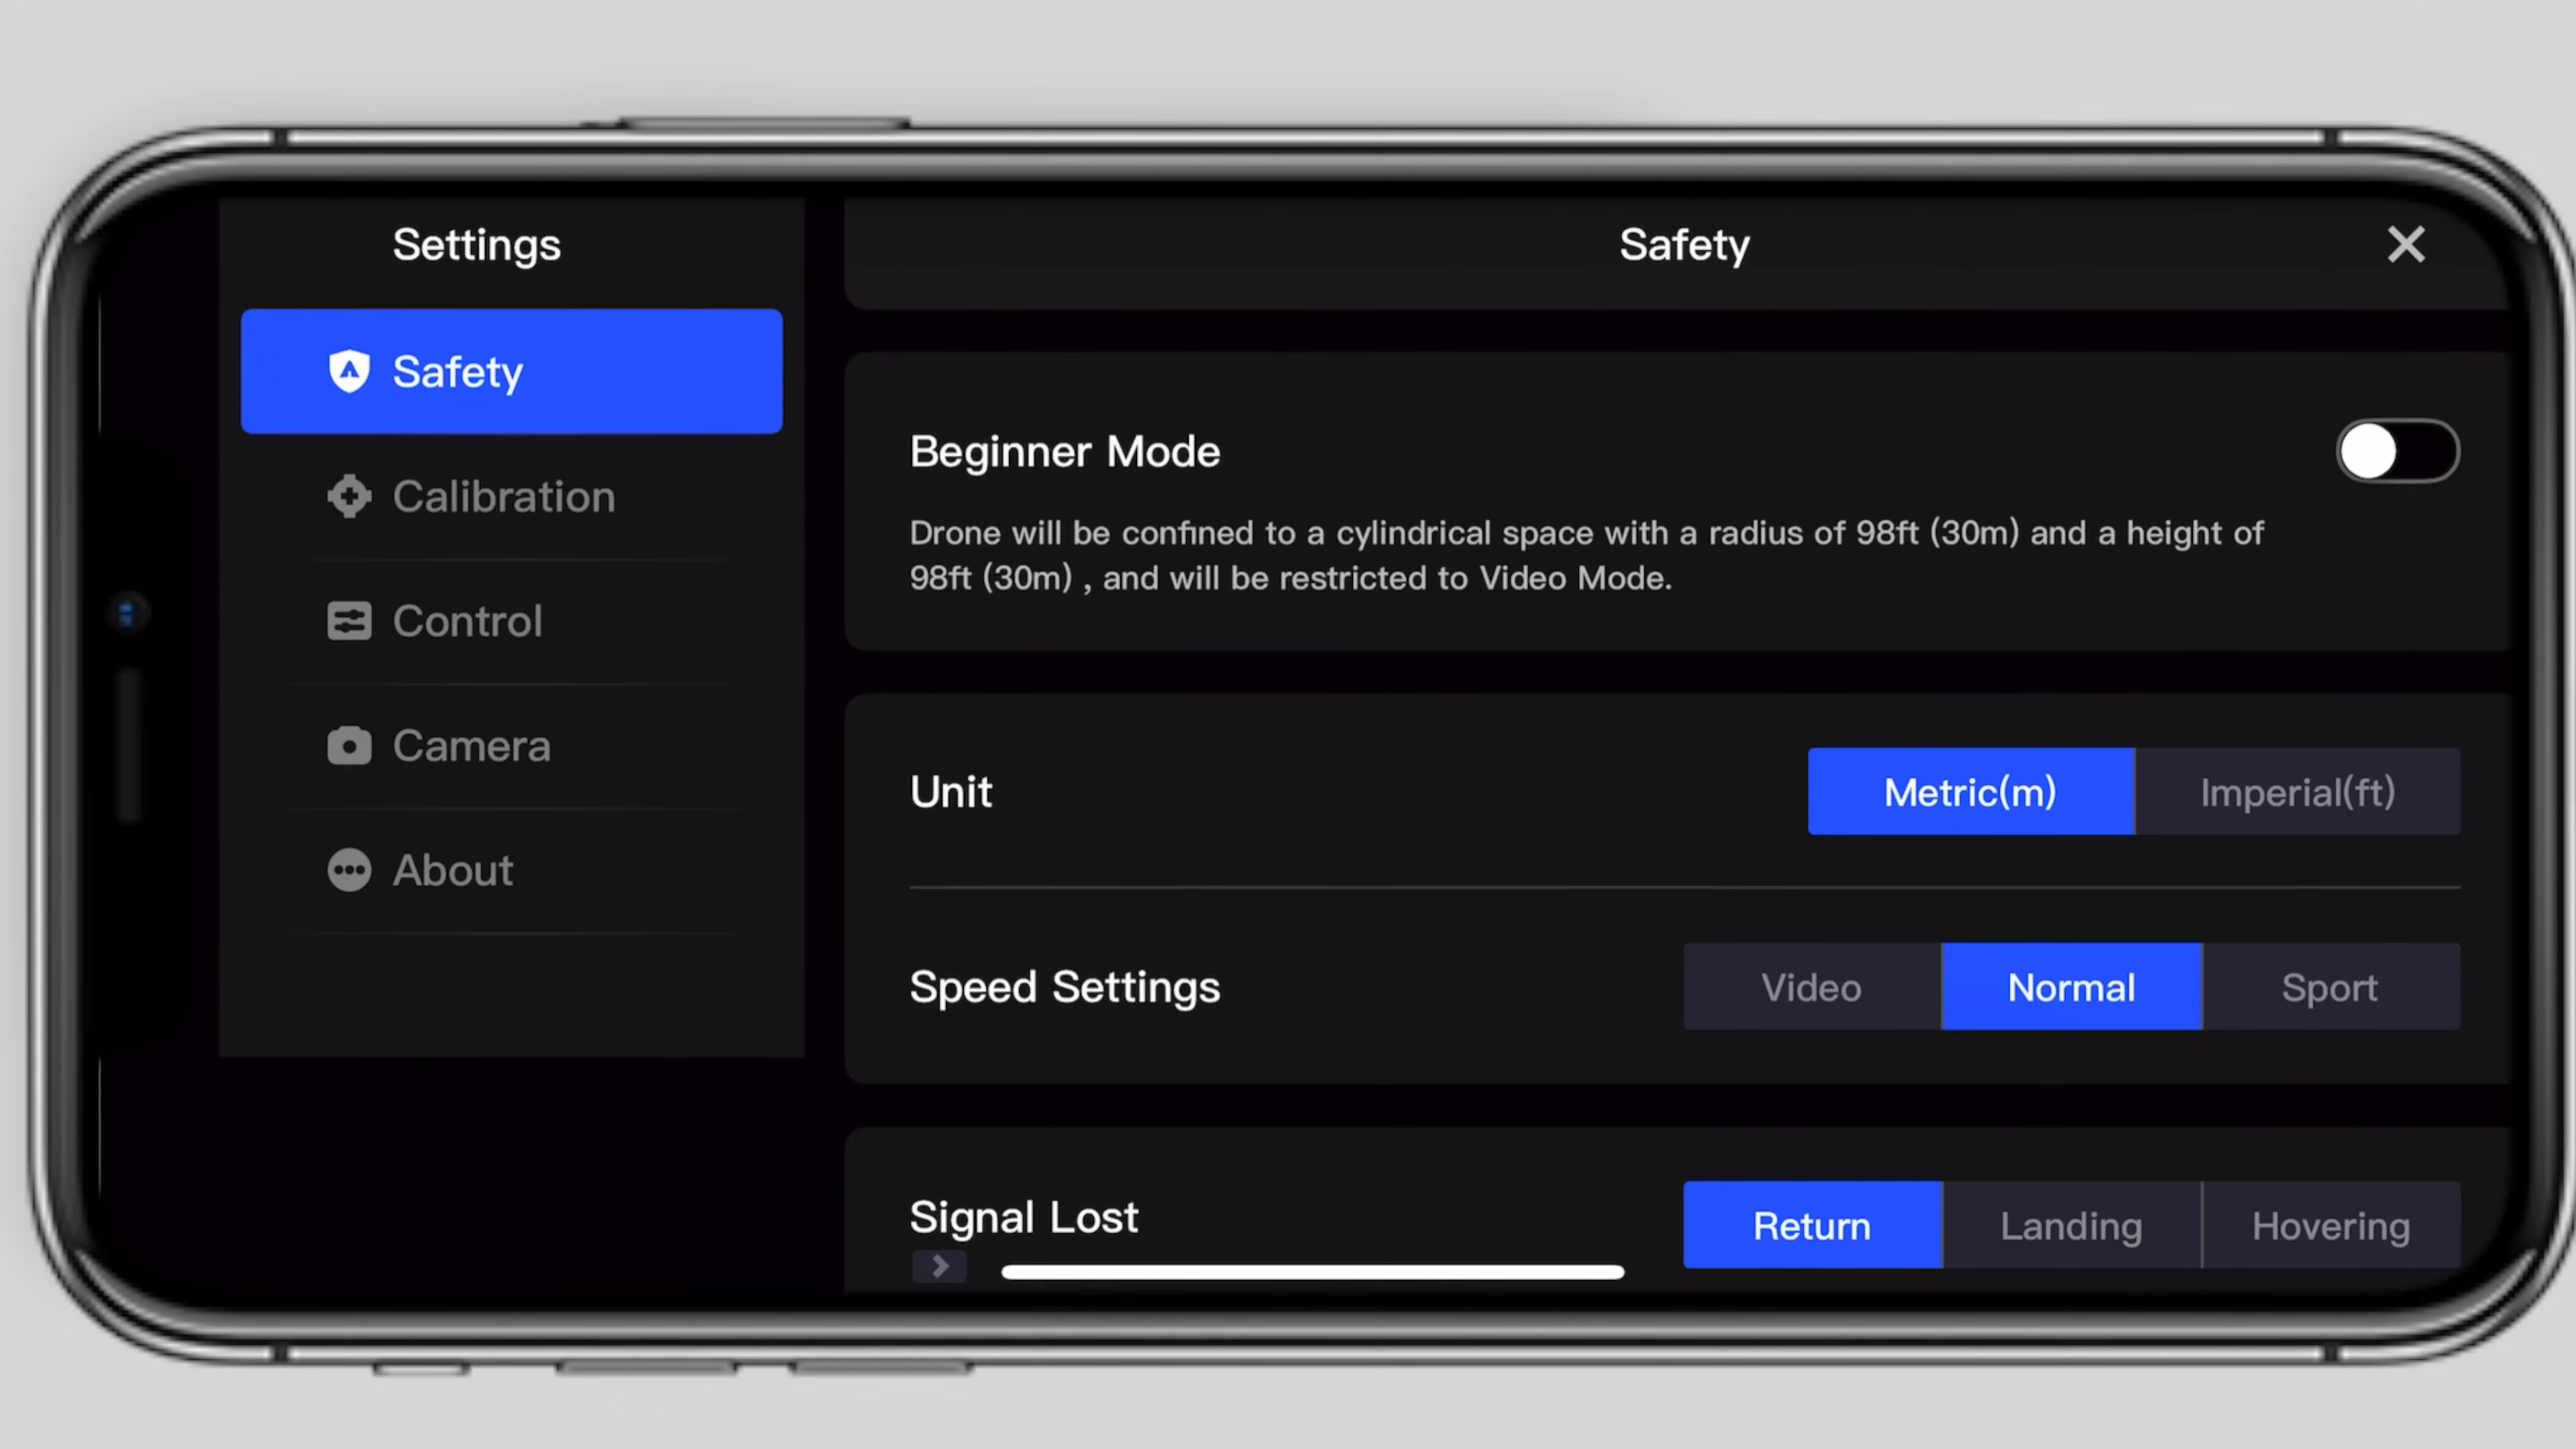 Settings
Safety
Calibration
Control
Camera
About
Safety
Beginner Mode
Drone will be confined to a cylindrical space with a radius of 98ft (30m) and a height of
98ft (30m) , and will be restricted to Video Mode.
Unit
Metric(m)
Imperial(ft)
Speed Settings
Video
Normal
Sport
Signal Lost
Return
Landing
Hovering